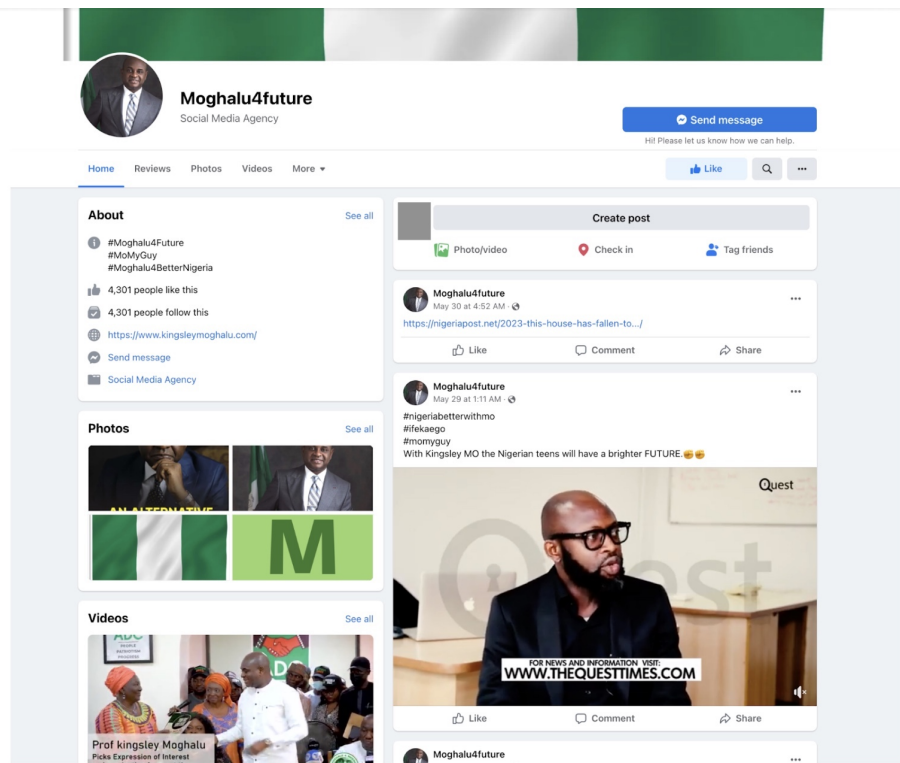 Moghalu4future
Social Media Agency
Send message
Hi! Please let us know how we can help.
Home Reviews Photos Videos More
Like
About
See all
#Moghalu4Future
#MoMyGuy
#Moghalu4BetterNigeria
4,301 people like this
4,301 people follow this
https://www.kingsleymoghalu.com/
Send message
Social Media Agency
Photos
See all
AN ALTERNATIVE
M
Videos
See all
ADC
ADC
Prof kingsley Moghalu
Picks Expression of Interest
Create post
Photo/video
Check in
Tag friends
Moghalu4future
May 30 at 4:52 AM ·
https://nigeriapost.net/2023-this-house-has-fallen-to.../
Like Comment Share
Moghalu4future
May 29 at 1:11 AM ·
#nigeriabetterwithmo
#ifekaego
#momyguy
With Kingsley MO the Nigerian teens will have a brighter FUTURE.✊✊
Quest
Quest
FOR NEWS AND INFORMATION VISIT:
WWW.THEQUESTTIMES.COM
Like Comment Share
Moghalu4future